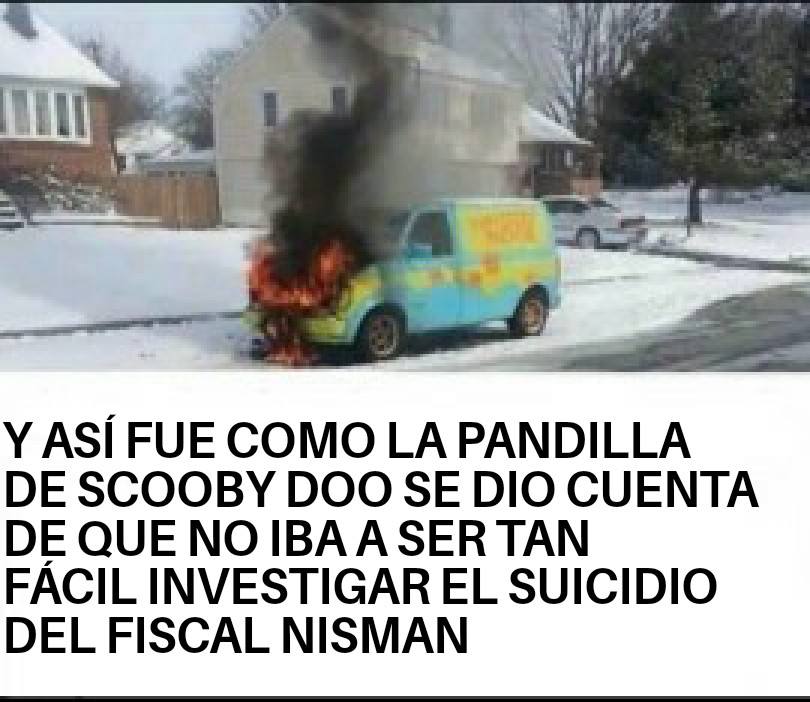 Y ASÍ FUE COMO LA PANDILLA
DE SCOOBY DOO SE DIO CUENTA
DE QUE NO IBA A SER TAN
FÁCIL INVESTIGAR EL SUICIDIO
DEL FISCAL NISMAN